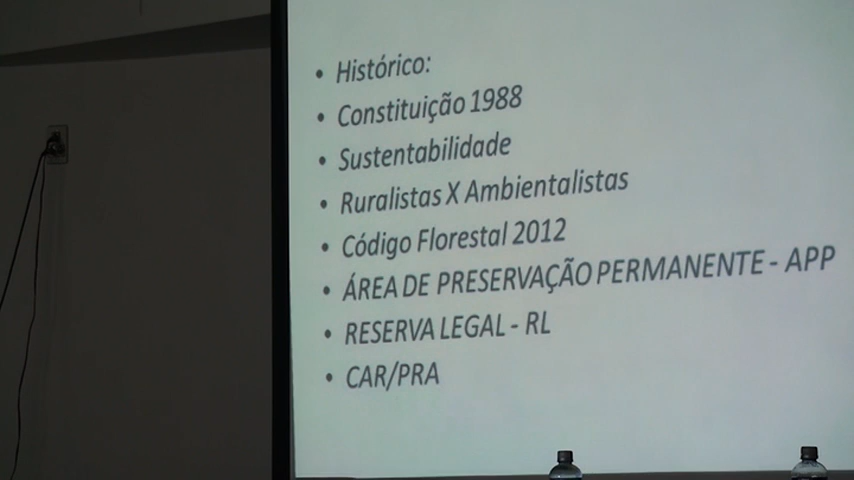 • Histórico:
• Constituição 1988
• Sustentabilidade
• Ruralistas X Ambientalistas
• Código Florestal 2012
• ÁREA DE PRESERVAÇÃO PERMANENTE - APP
• RESERVA LEGAL - RL
• CAR/PRA